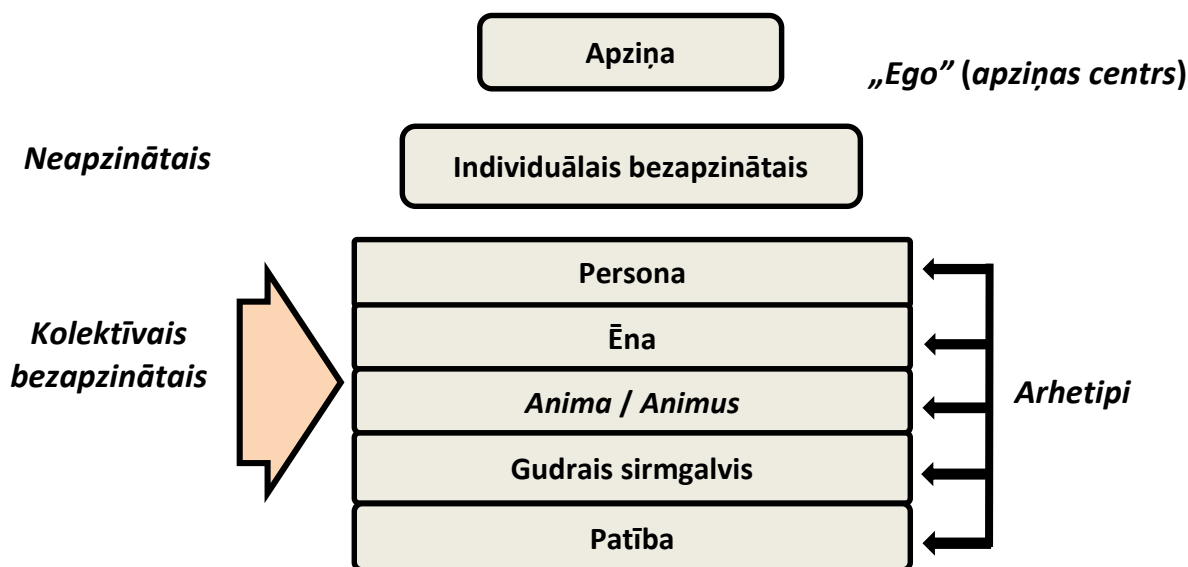 Apziņa
„Ego” (apziņas centrs)
Neapzinātais
Individuālais bezapzinātais
Persona
Ēna
Kolektīvais
bezapzinātais
Anima / Animus
Arhetipi
Gudrais sirmgalvis
Patība